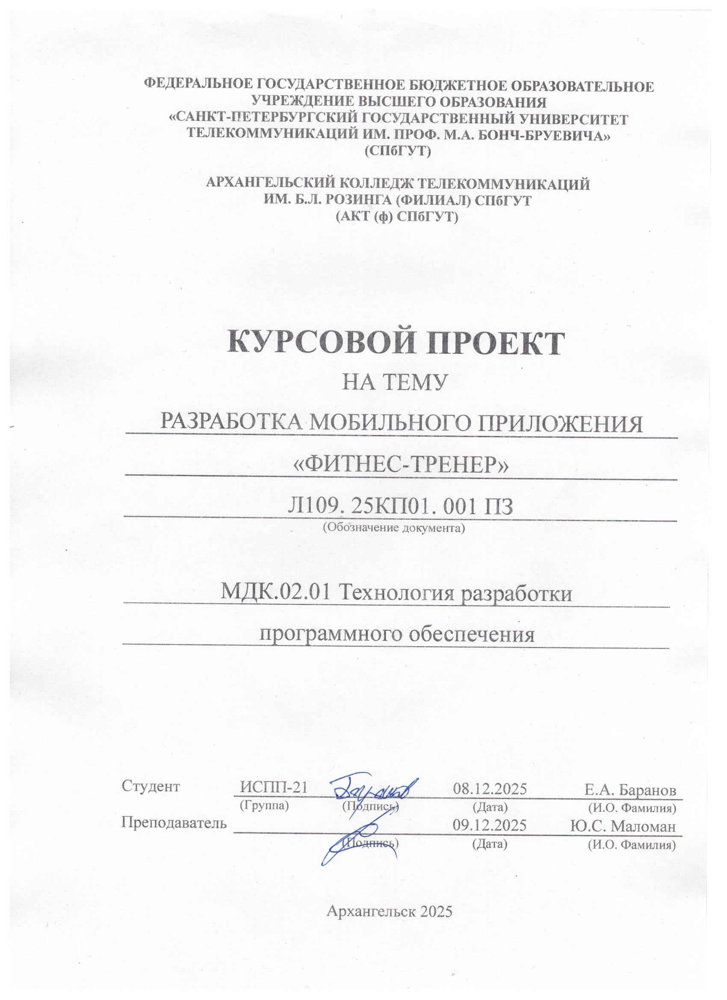 ФЕДЕРАЛЬНОЕ ГОСУДАРСТВЕННОЕ БЮДЖЕТНОЕ ОБРАЗОВАТЕЛЬНОЕ
УЧРЕЖДЕНИЕ ВЫСШЕГО ОБРАЗОВАНИЯ
«САНКТ-ПЕТЕРБУРГСКИЙ ГОСУДАРСТВЕННЫЙ УНИВЕРСИТЕТ
ТЕЛЕКОММУНИКАЦИЙ ИМ. ПРОФ. М.А. БОНЧ-БРУЕВИЧА»
(СПбГУТ)
АРХАНГЕЛЬСКИЙ КОЛЛЕДЖ ТЕЛЕКОММУНИКАЦИЙ
ИМ. Б.Л. РОЗИНГА (ФИЛИАЛ) СПбГУТ
(АКТ (ф) СПбГУТ)
КУРСОВОЙ ПРОЕКТ
НА ТЕМУ
РАЗРАБОТКА МОБИЛЬНОГО ПРИЛОЖЕНИЯ
«ФИТНЕС-ТРЕНЕР»
Л109. 25КП01. 001 ПЗ
(Обозначение документа)
МДК.02.01 Технология разработки
программного обеспечения
Студент ИСПП-21 Баранов 08.12.2025 Е.А. Баранов
(Группа) (Подпись) (Дата) (И.О. Фамилия)
Преподаватель 09.12.2025 Ю.С. Маломан
(Подпись) (Дата) (И.О. Фамилия)
Архангельск 2025